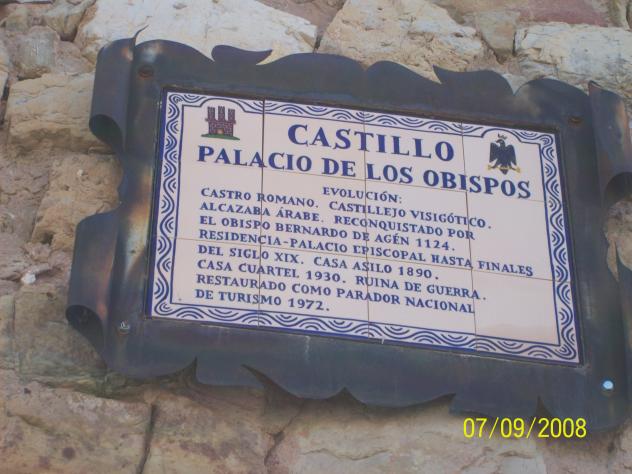 CASTILLO
PALACIO DE LOS OBISPOS
EVOLUCIÓN:
CASTRO ROMANO. CASTILLEJO VISIGÓTICO.
ALCAZABA ÁRABE. RECONQUISTADO POR
EL OBISPO BERNARDO DE AGÉN 1124.
RESIDENCIA-PALACIO EPISCOPAL HASTA FINALES
DEL SIGLO XIX. CASA ASILO 1890.
CASA CUARTEL 1930. RUINA DE GUERRA.
RESTAURADO COMO PARADOR NACIONAL
DE TURISMO 1972.
07/09/2008